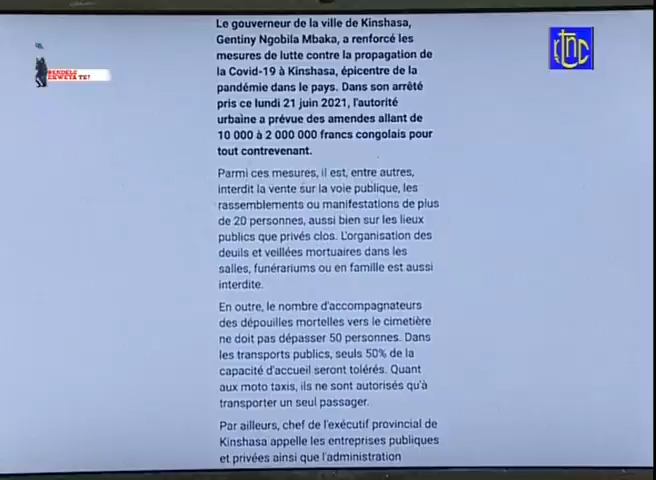 Le gouverneur de la ville de Kinshasa,
Gentiny Ngobila Mbaka, a renforcé les
mesures de lutte contre la propagation de
la Covid-19 à Kinshasa, épicentre de la
pandémie dans le pays. Dans son arrêté
pris ce lundi 21 juin 2021, l'autorité
urbaine a prévue des amendes allant de
10 000 à 2 000 000 francs congolais pour
tout contrevenant.
Parmi ces mesures, il est, entre autres,
interdit la vente sur la voie publique, les
rassemblements ou manifestations de plus
de 20 personnes, aussi bien sur les lieux
publics que privés clos. L'organisation des
deuils et veillées mortuaires dans les
salles, funérariums ou en famille est aussi
interdite.
En outre, le nombre d'accompagnateurs
des dépouilles mortelles vers le cimetière
ne doit pas dépasser 50 personnes. Dans
les transports publics, seuls 50% de la
capacité d'accueil seront tolérés. Quant
aux moto taxis, ils ne sont autorisés qu'à
transporter un seul passager.
Par ailleurs, chef de l'exécutif provincial de
Kinshasa appelle les entreprises publiques
et privées ainsi que l'administration
rtnc